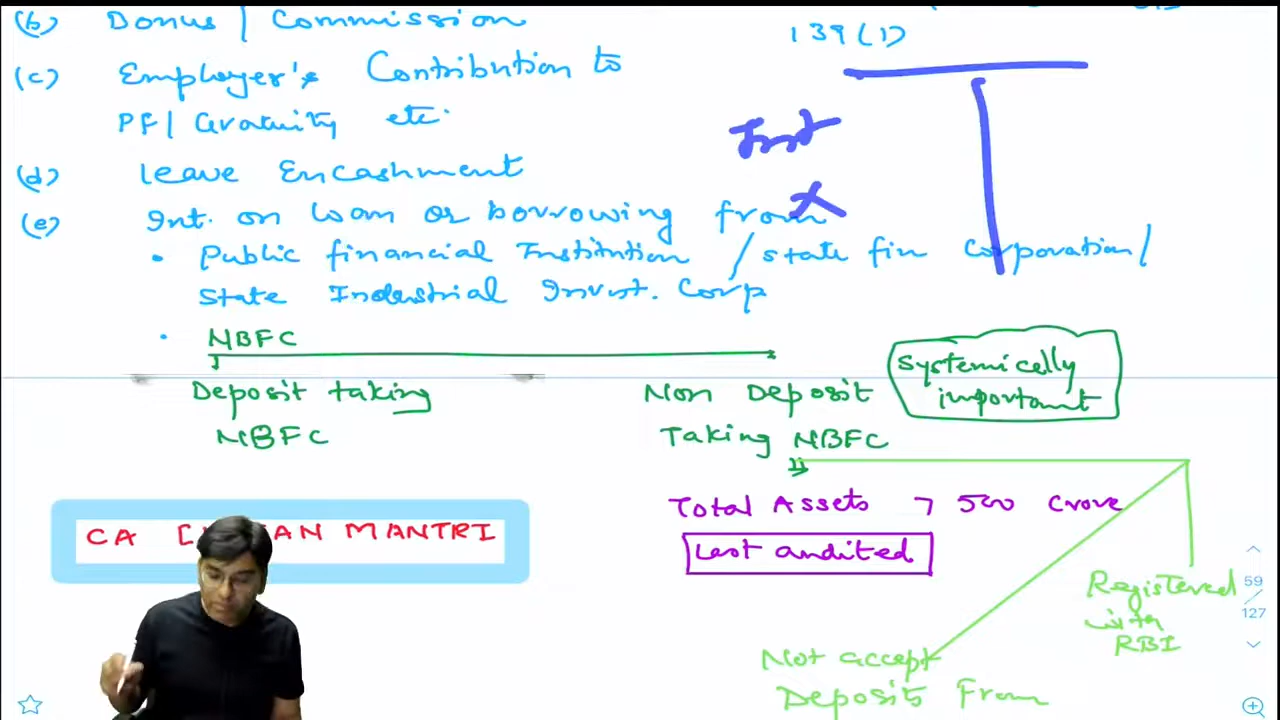 (b) Bonus / Commission
139(1)
(c) Employer's Contribution to
PF / Gratuity etc.
Int
(d) Leave Encashment
(e) Int. on loan or borrowing from
• Public financial Institution / state fin Corporation /
State Industrial Invst. Corp
• NBFC
Deposit taking
NBFC
Non Deposit
Taking NBFC
Systemically
important
Total Assets > 500 Crore
Last audited
CA MANTRI
Registered
with
RBI
Not accept
Deposits From
59
127